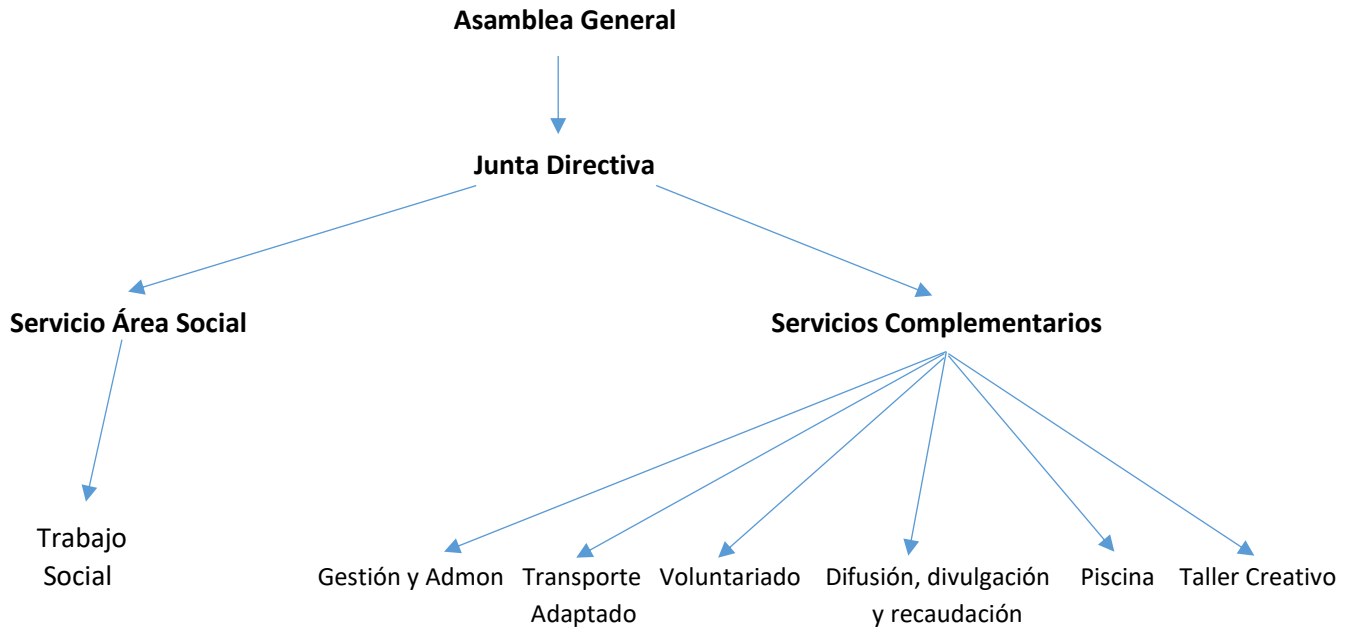 Asamblea General
Junta Directiva
Servicio Área Social
Servicios Complementarios
Trabajo
Social
Gestión y Admon
Transporte
Adaptado
Voluntariado
Difusión, divulgación
y recaudación
Piscina
Taller Creativo